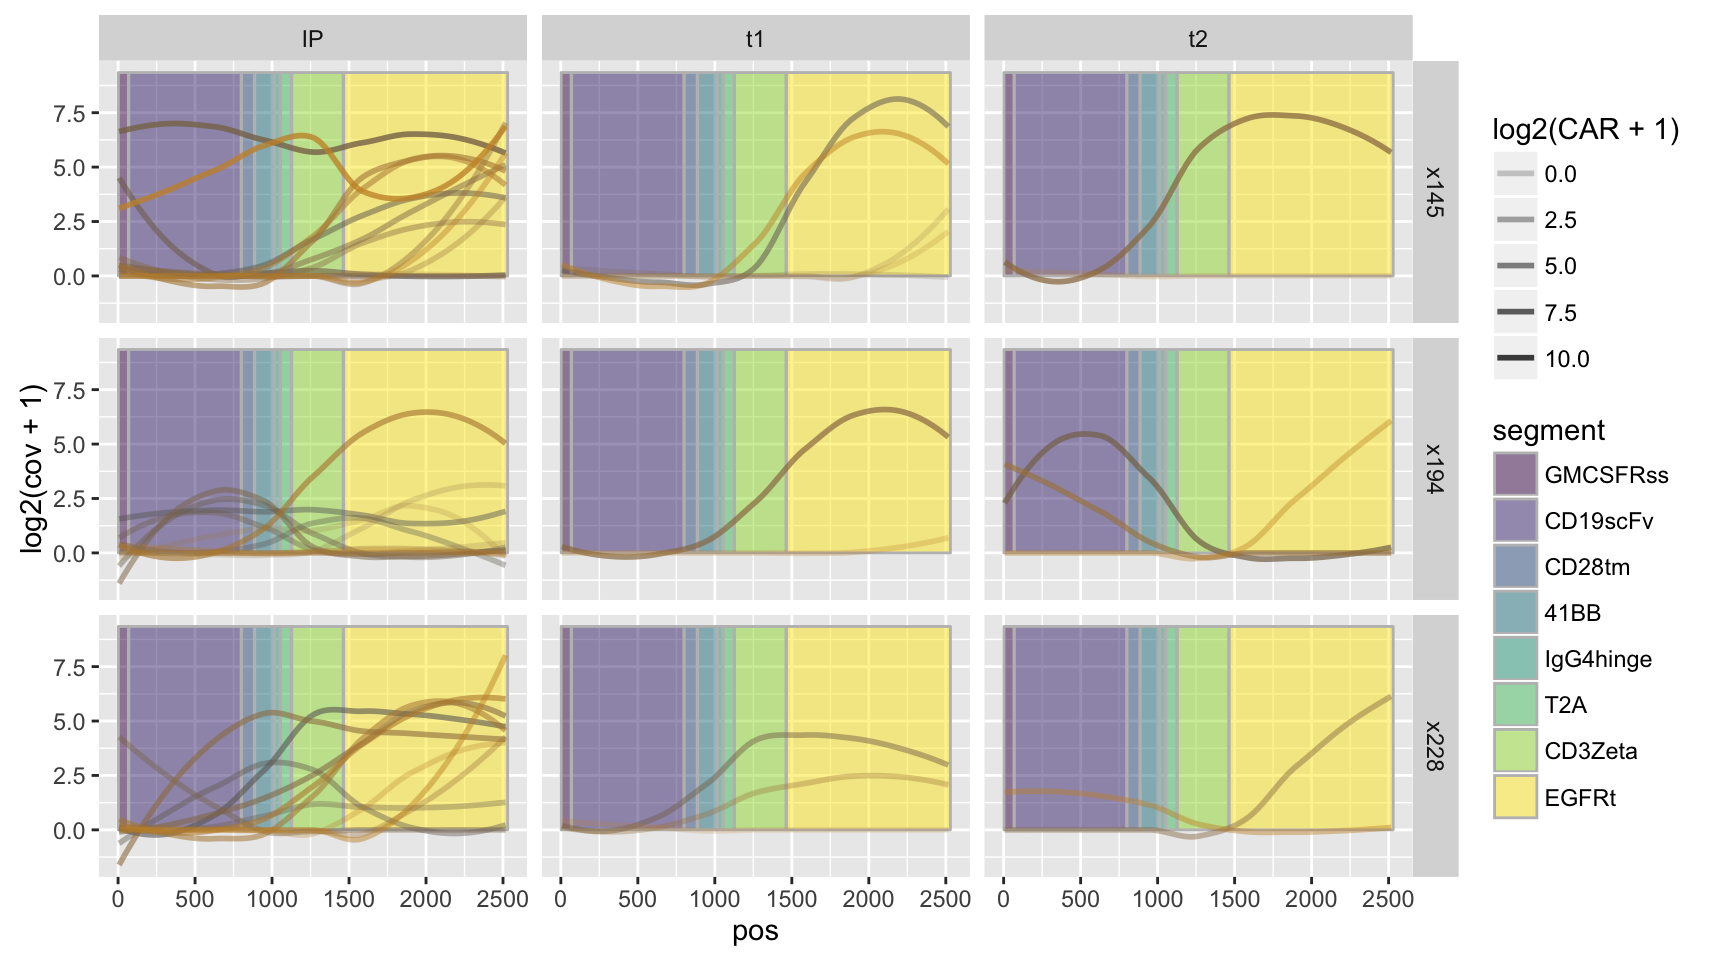 IP
t1
t2
7.5
5.0
2.5
0.0
x145
7.5
5.0
2.5
0.0
x194
7.5
5.0
2.5
0.0
x228
log2(cov + 1)
0 500 1000 1500 2000 2500
0 500 1000 1500 2000 2500
0 500 1000 1500 2000 2500
pos
log2(CAR + 1)
0.0
2.5
5.0
7.5
10.0
segment
GMCSFRss
CD19scFv
CD28tm
41BB
IgG4hinge
T2A
CD3Zeta
EGFRt